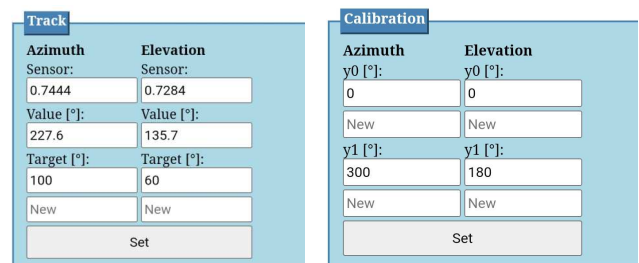 Track
Azimuth Elevation
Sensor: Sensor:
0.7444 0.7284
Value [°]: Value [°]:
227.6 135.7
Target [°]: Target [°]:
100 60
New New
Set
Calibration
Azimuth Elevation
y0 [°]: y0 [°]:
0 0
New New
y1 [°]: y1 [°]:
300 180
New New
Set